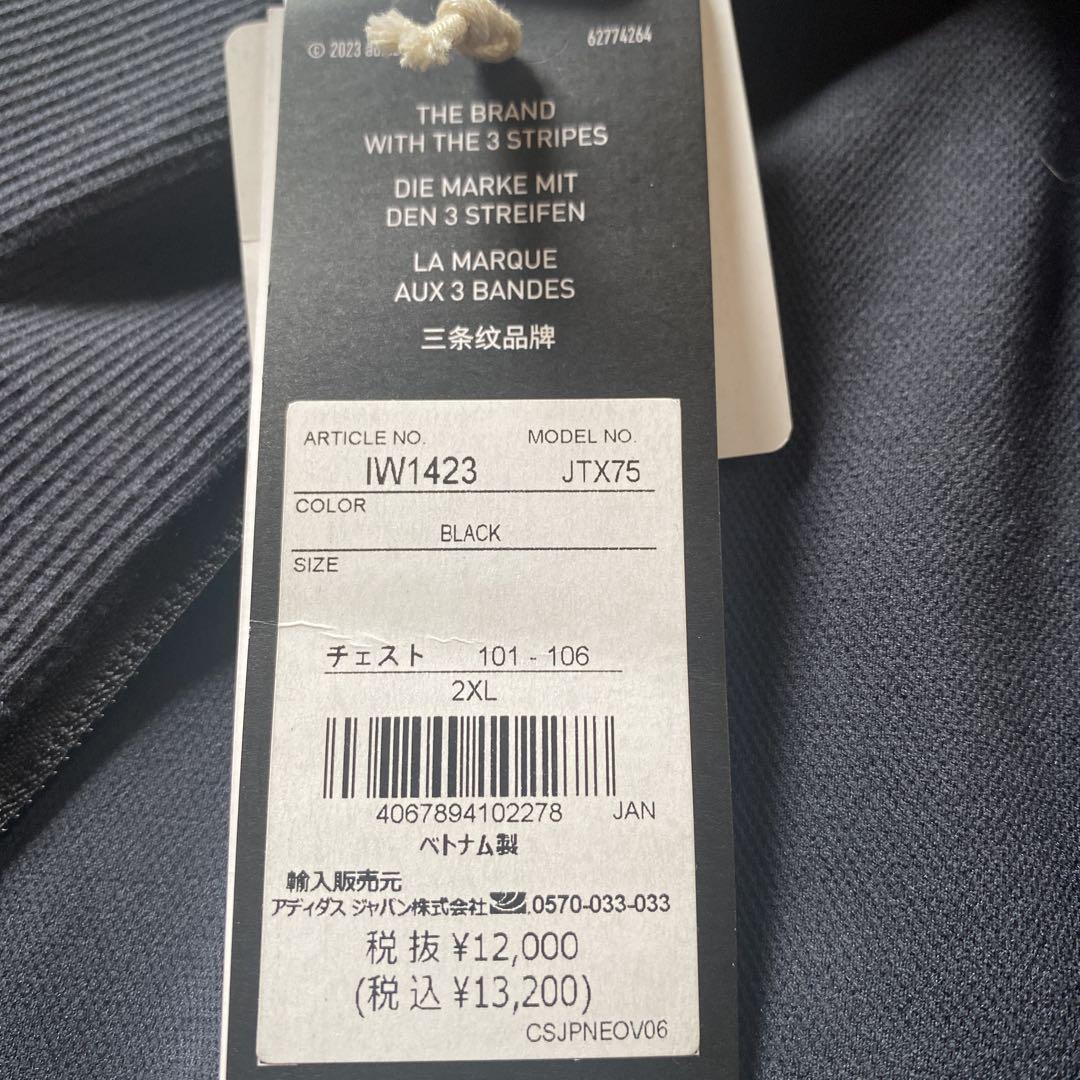 © 2023
62774264
THE BRAND
WITH THE 3 STRIPES
DIE MARKE MIT
DEN 3 STREIFEN
LA MARQUE
AUX 3 BANDES
三条纹品牌
ARTICLE NO. MODEL NO.
IW1423 JTX75
COLOR
BLACK
SIZE
チェスト 101 - 106
2XL
4067894102278 JAN
ベトナム製
輸入販売元
アディダス ジャパン株式会社 .0570-033-033
税抜 ¥12,000
(税込 ¥13,200)
CSJPNEOV06